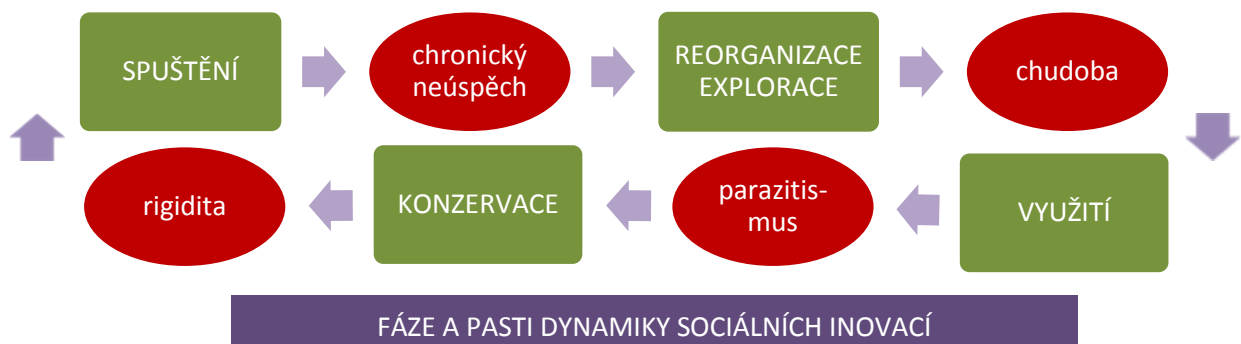 SPUŠTĚNÍ
chronický
neúspěch
REORGANIZACE
EXPLORACE
chudoba
rigidita
KONZERVACE
parazitis-
mus
VYUŽITÍ
FÁZE A PASTI DYNAMIKY SOCIÁLNÍCH INOVACÍ